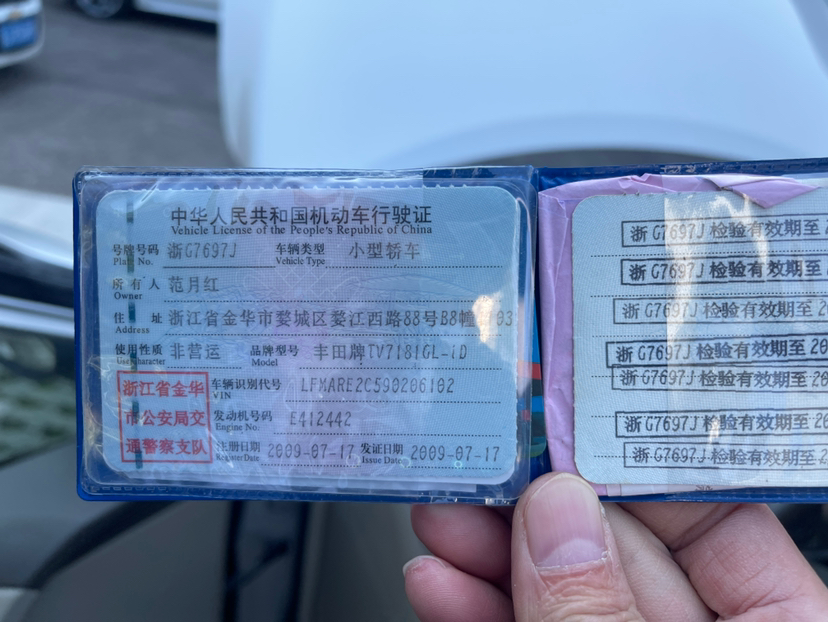 中华人民共和国机动车行驶证
Vehicle License of the People's Republic of China
号牌号码 浙G7697J 车辆类型 小型轿车
Plate No. Vehicle Type
所有人 范月红
Owner
住址 浙江省金华市婺城区婺江西路88号B8幢
Address
使用性质 非营运 品牌型号 丰田牌TV7181GL-iD
Use Character Model
车辆识别代号 LFMARE2C590206102
VIN
发动机号码 E412442
Engine No.
注册日期 2009-07-17 发证日期 2009-07-17
Register Date Issue Date
浙江省金华
市公安局交
通警察支队
浙G7697J检验有效期至2
浙G7697J检验有效期至
浙G7697J检验有效期至2
浙G7697J检验有效期至20
浙G7697J检验有效期至20
浙G7697J检验有效期至2
浙G7697J检验有效期至2